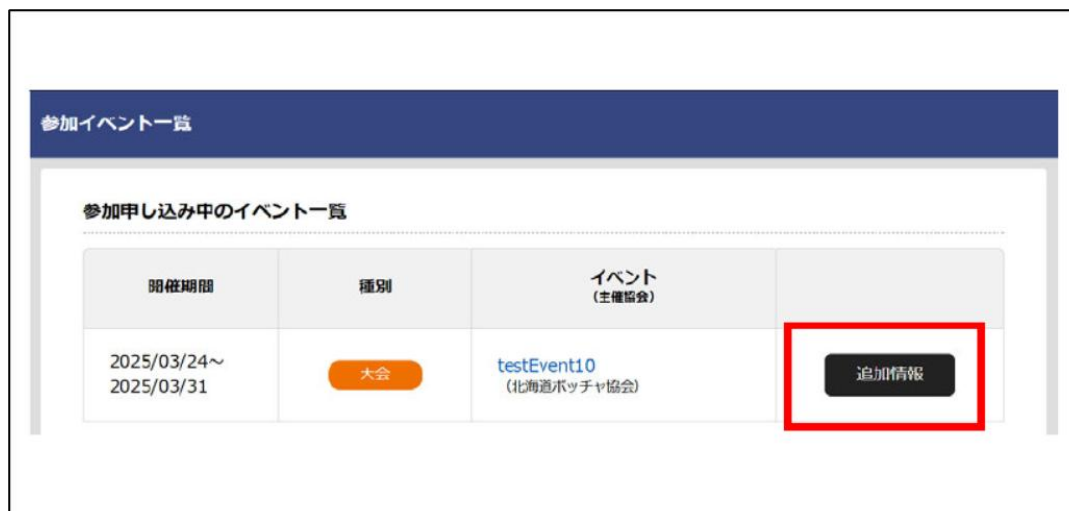 参加イベント一覧
参加申し込み中のイベント一覧
開催期間
種別
イベント
（主催協会）
2025/03/24～
2025/03/31
大会
testEvent10
（北海道ボッチャ協会）
追加情報